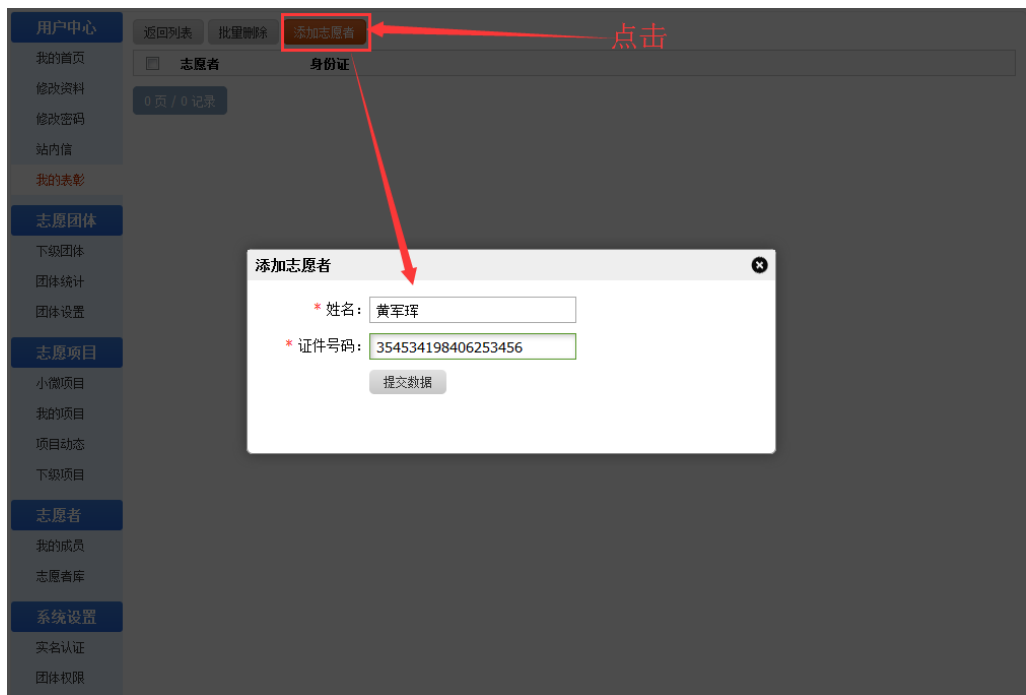 用户中心
我的首页
修改资料
修改密码
站内信
我的表彰
志愿团体
下级团体
团体统计
团体设置
志愿项目
小微项目
我的项目
项目动态
下级项目
志愿者
我的成员
志愿者库
系统设置
实名认证
团体权限
返回列表 批量删除 添加志愿者 点击
志愿者 身份证
0 页 / 0 记录
添加志愿者
* 姓名： 黄军珲
* 证件号码： 354534198406253456
提交数据